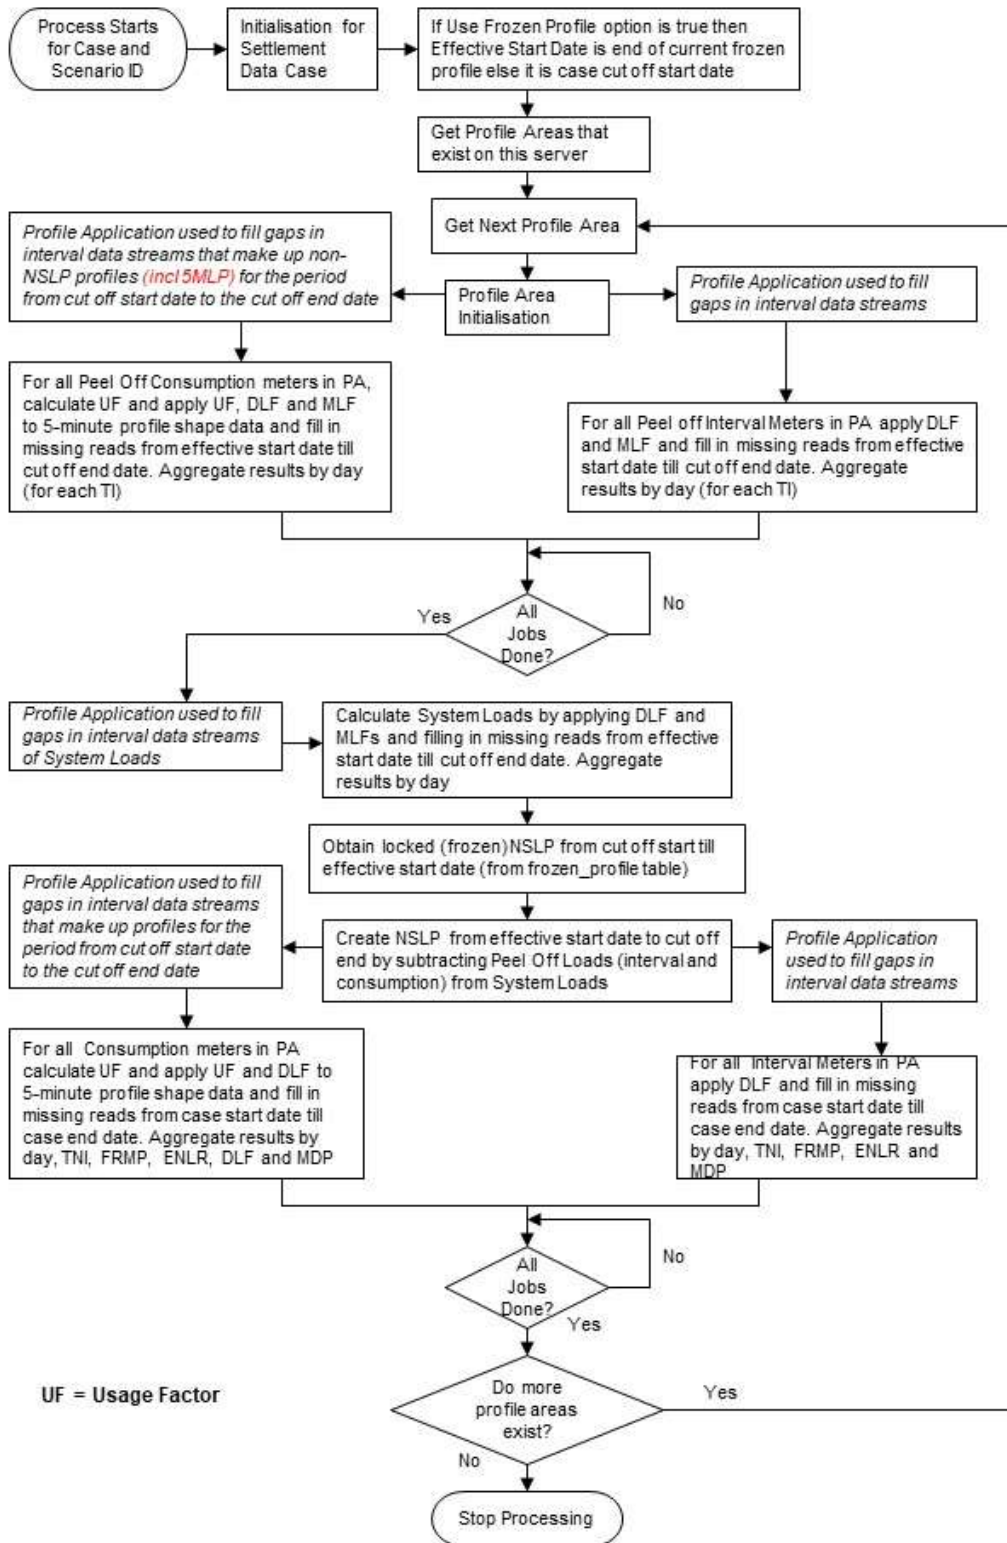 Process Starts
for Case and
Scenario ID
Initialisation for
Settlement
Data Case
If Use Frozen Profile option is true then
Effective Start Date is end of current frozen
profile else it is case cut off start date
Get Profile Areas that
exist on this server
Get Next Profile Area
Profile Application used to fill gaps in
interval data streams that make up non-
NSLP profiles (incl 5MLP) for the period
from cut off start date to the cut off end date
Profile Area
Initialisation
Profile Application used to fill
gaps in interval data streams
For all Peel Off Consumption meters in PA,
calculate UF and apply UF, DLF and MLF
to 5-minute profile shape data and fill in
missing reads from effective start date till
cut off end date. Aggregate results by day
(for each TI)
For all Peel off Interval Meters in PA apply DLF
and MLF and fill in missing reads from effective
start date till cut off end date. Aggregate
results by day (for each TI)
Yes
All
Jobs
Done?
No
Profile Application used to fill
gaps in interval data streams
of System Loads
Calculate System Loads by applying DLF and
MLFs and filling in missing reads from effective
start date till cut off end date. Aggregate
results by day
Obtain locked (frozen) NSLP from cut off start till
effective start date (from frozen_profile table)
Profile Application used to fill
gaps in interval data streams
that make up profiles for the
period from cut off start date
to the cut off end date
Create NSLP from effective start date to cut off
end by subtracting Peel Off Loads (interval and
consumption) from System Loads
Profile Application
used to fill gaps in
interval data streams
For all Consumption meters in PA
calculate UF and apply UF and DLF to
5-minute profile shape data and fill in
missing reads from case start date till
case end date. Aggregate results by
day, TNI, FRMP, ENLR, DLF and MDP
For all Interval Meters in PA
apply DLF and fill in missing
reads from case start date till
case end date. Aggregate results
by day, TNI, FRMP, ENLR and
MDP
All
Jobs
Done?
No
Yes
UF = Usage Factor
Do more
profile areas
exist?
Yes
No
Stop Processing